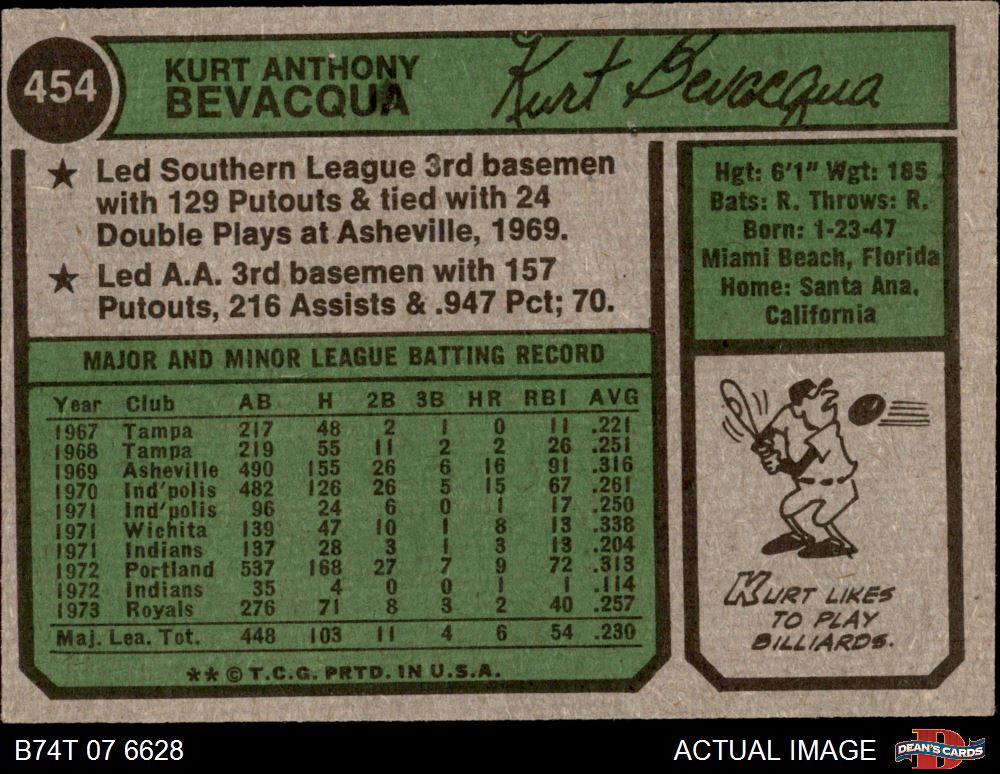 454
KURT ANTHONY
BEVACQUA
Kurt Bevacqua
★ Led Southern League 3rd basemen
with 129 Putouts & tied with 24
Double Plays at Asheville, 1969.
★ Led A.A. 3rd basemen with 157
Putouts, 216 Assists & .947 Pct; 70.
Hgt: 6'1" Wgt: 185
Bats: R. Throws: R.
Born: 1-23-47
Miami Beach, Florida
Home: Santa Ana,
California
MAJOR AND MINOR LEAGUE BATTING RECORD
Year Club AB H 2B 3B HR RBI AVG
1967 Tampa 217 48 2 1 0 11 .221
1968 Tampa 219 55 11 2 2 26 .251
1969 Asheville 490 155 26 6 16 91 .316
1970 Ind'polis 482 126 26 5 15 67 .261
1971 Ind'polis 96 24 6 0 1 17 .250
1971 Wichita 139 47 10 1 8 13 .338
1971 Indians 137 28 3 1 3 13 .204
1972 Portland 537 168 27 7 9 72 .313
1972 Indians 35 4 0 0 1 1 .114
1973 Royals 276 71 8 3 2 40 .257
Maj. Lea. Tot. 448 103 11 4 6 54 .230
**© T.C.G. PRTD. IN U.S.A.
KURT LIKES
TO PLAY
BILLIARDS.
B74T 07 6628
ACTUAL IMAGE
D
DEAN'S CARDS